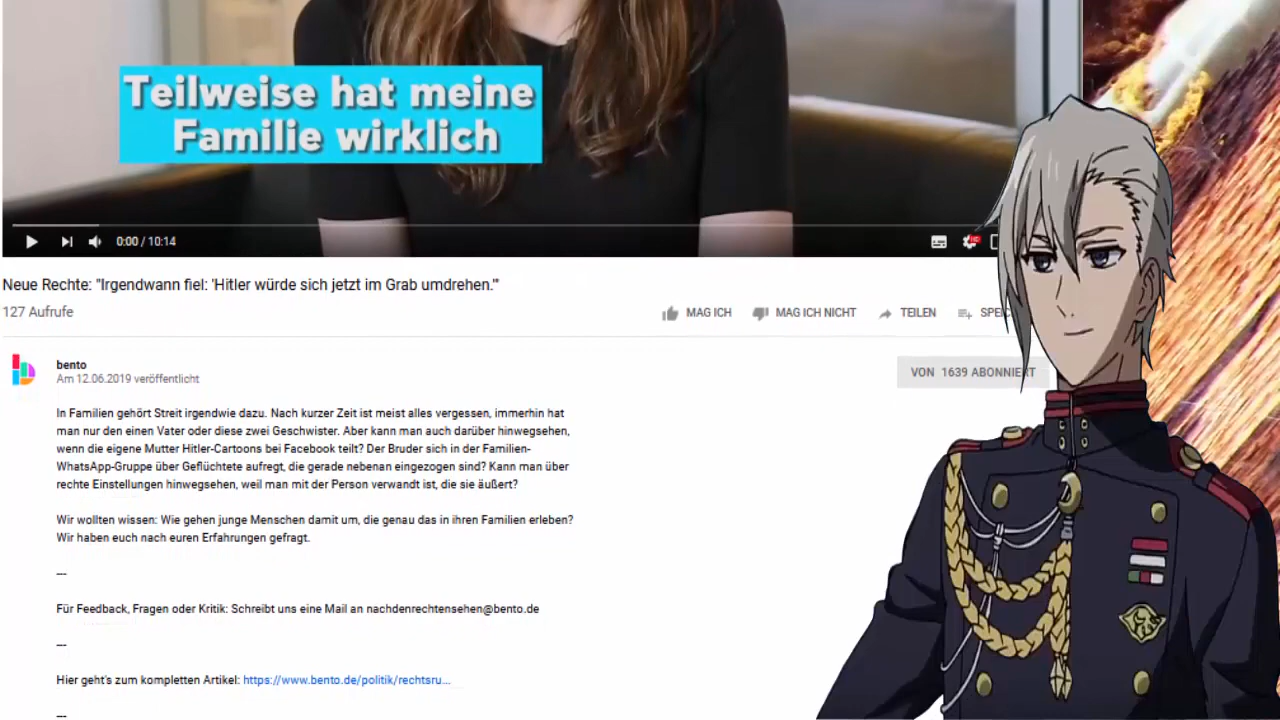 Teilweise hat meine
Familie wirklich
0:00 / 10:14
HD
Neue Rechte: "Irgendwann fiel: 'Hitler würde sich jetzt im Grab umdrehen.'"
127 Aufrufe
MAG ICH
MAG ICH NICHT
TEILEN
SPEIC
bento
Am 12.06.2019 veröffentlicht
VON 1639 ABONNIERT
In Familien gehört Streit irgendwie dazu. Nach kurzer Zeit ist meist alles vergessen, immerhin hat
man nur den einen Vater oder diese zwei Geschwister. Aber kann man auch darüber hinwegsehen,
wenn die eigene Mutter Hitler-Cartoons bei Facebook teilt? Der Bruder sich in der Familien-
WhatsApp-Gruppe über Geflüchtete aufregt, die gerade nebenan eingezogen sind? Kann man über
rechte Einstellungen hinwegsehen, weil man mit der Person verwandt ist, die sie äußert?
Wir wollten wissen: Wie gehen junge Menschen damit um, die genau das in ihren Familien erleben?
Wir haben euch nach euren Erfahrungen gefragt.
---
Für Feedback, Fragen oder Kritik: Schreibt uns eine Mail an nachdenrechtensehen@bento.de
---
Hier geht's zum kompletten Artikel: https://www.bento.de/politik/rechtsru...
---